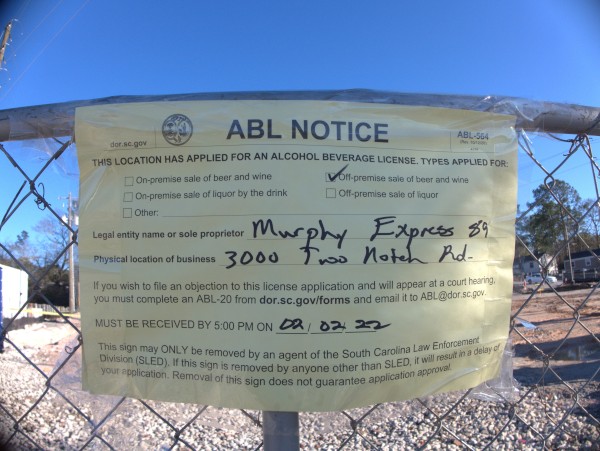 dor.sc.gov ABL NOTICE ABL-564
THIS LOCATION HAS APPLIED FOR AN ALCOHOL BEVERAGE LICENSE. TYPES APPLIED FOR:
On-premise sale of beer and wine Off-premise sale of beer and wine
On-premise sale of liquor by the drink Off-premise sale of liquor
Other:
Legal entity name or sole proprietor Murphy Express 89
Physical location of business 3000 Two Notch Rd.
If you wish to file an objection to this license application and will appear at a court hearing,
you must complete an ABL-20 from dor.sc.gov/forms and email it to ABL@dor.sc.gov.
MUST BE RECEIVED BY 5:00 PM ON 02/02/22
This sign may ONLY be removed by an agent of the South Carolina Law Enforcement
Division (SLED). If this sign is removed by anyone other than SLED, it will result in a delay of
your application. Removal of this sign does not guarantee application approval.